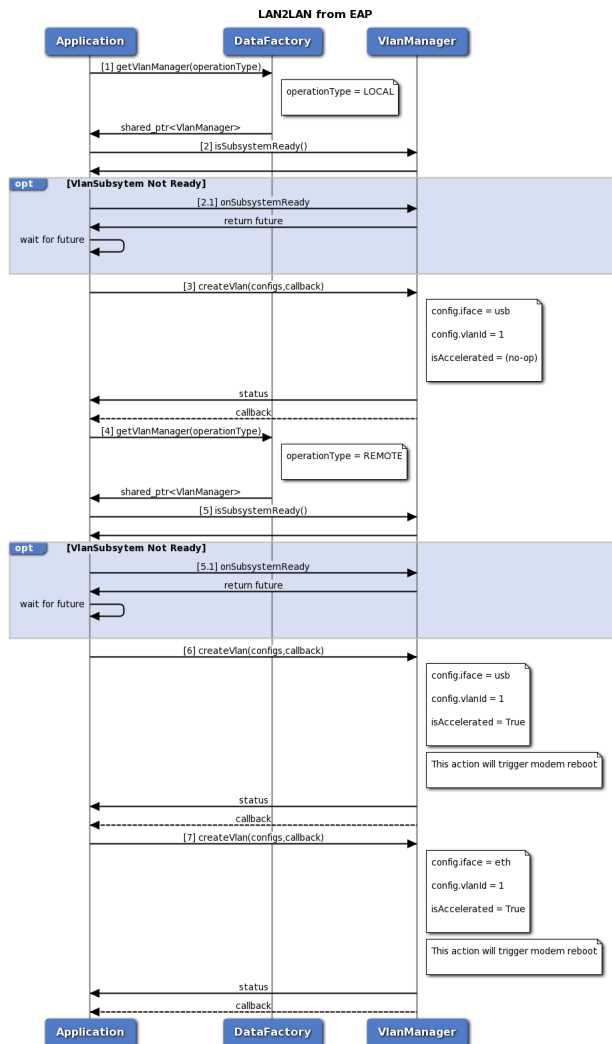 LAN2LAN from EAP
Application DataFactory VlanManager
[1] getVlanManager(operationType)
operationType = LOCAL
shared_ptr<VlanManager>
[2] isSubsystemReady()
opt [VlanSubsytem Not Ready]
[2.1] onSubsystemReady
return future
wait for future
[3] createVlan(configs,callback)
config.iface = usb
config.vlanId = 1
isAccelerated = (no-op)
status
callback
[4] getVlanManager(operationType)
operationType = REMOTE
shared_ptr<VlanManager>
[5] isSubsystemReady()
opt [VlanSubsytem Not Ready]
[5.1] onSubsystemReady
return future
wait for future
[6] createVlan(configs,callback)
config.iface = usb
config.vlanId = 1
isAccelerated = True
This action will trigger modem reboot
status
callback
[7] createVlan(configs,callback)
config.iface = eth
config.vlanId = 1
isAccelerated = True
This action will trigger modem reboot
status
callback
Application DataFactory VlanManager